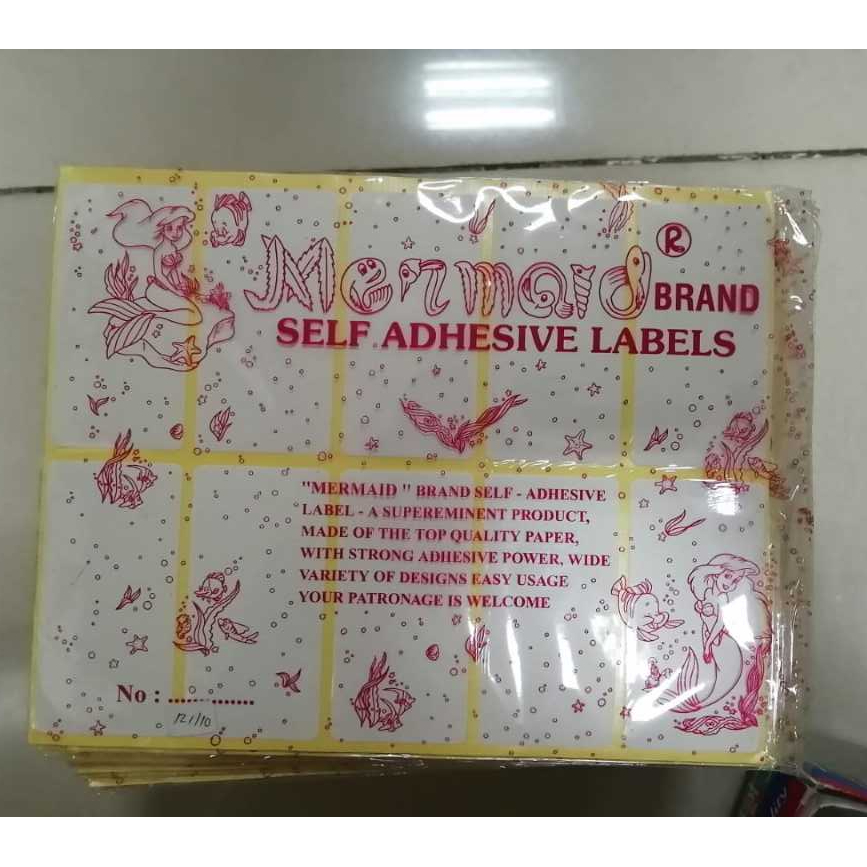 Mermaid ® BRAND
SELF ADHESIVE LABELS
"MERMAID " BRAND SELF - ADHESIVE
LABEL - A SUPEREMINENT PRODUCT,
MADE OF THE TOP QUALITY PAPER,
WITH STRONG ADHESIVE POWER, WIDE
VARIETY OF DESIGNS EASY USAGE
YOUR PATRONAGE IS WELCOME
No : ................